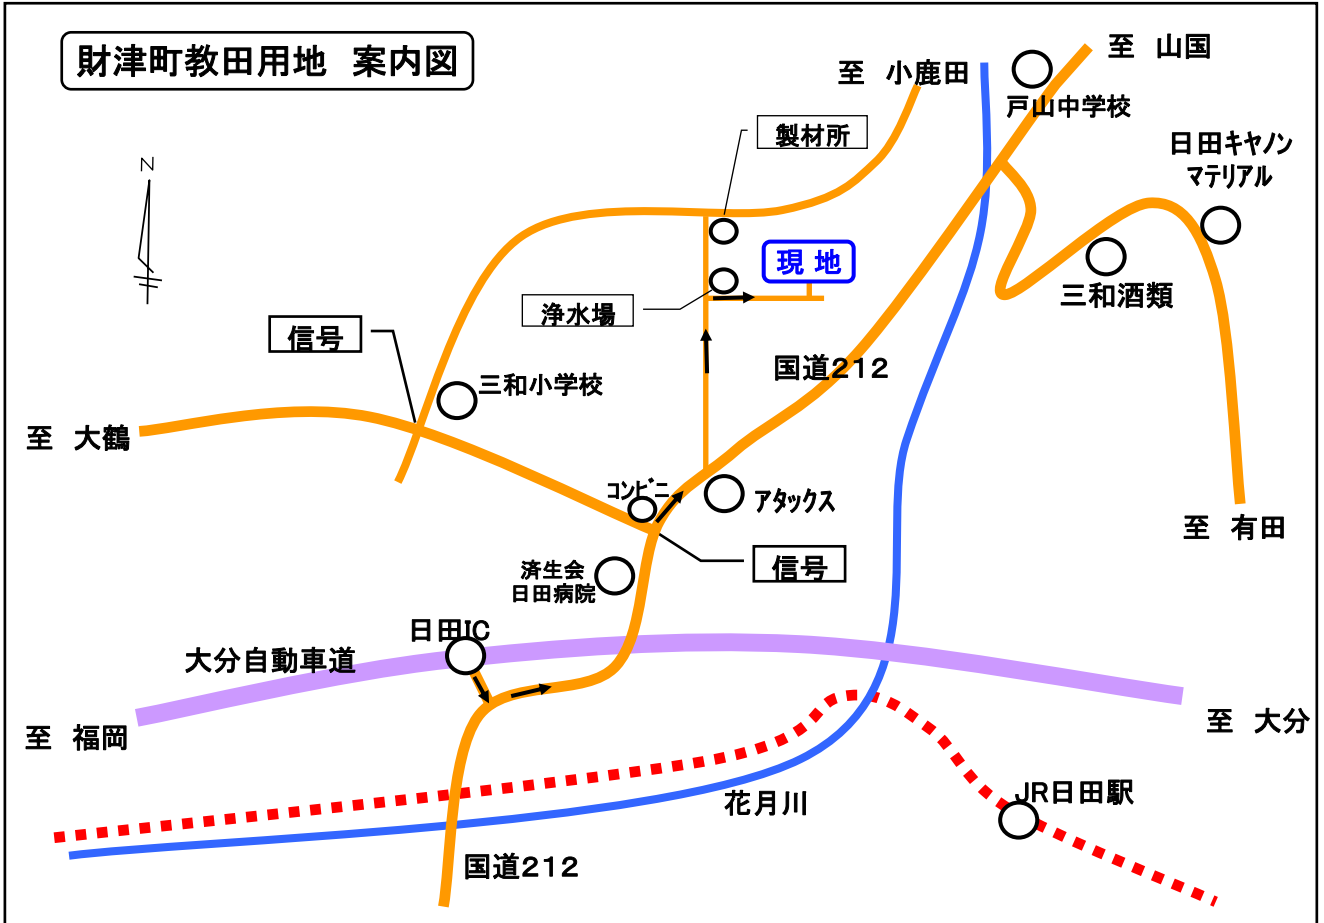 財津町教田用地　案内図
至　山国
至　小鹿田
戸山中学校
製材所
日田キヤノン
マテリアル
N
現 地
浄水場
三和酒類
信号
国道212
三和小学校
至　大鶴
コンビニ
アタックス
至　有田
済生会
日田病院
信号
日田IC
大分自動車道
至　福岡
至　大分
JR日田駅
花月川
国道212